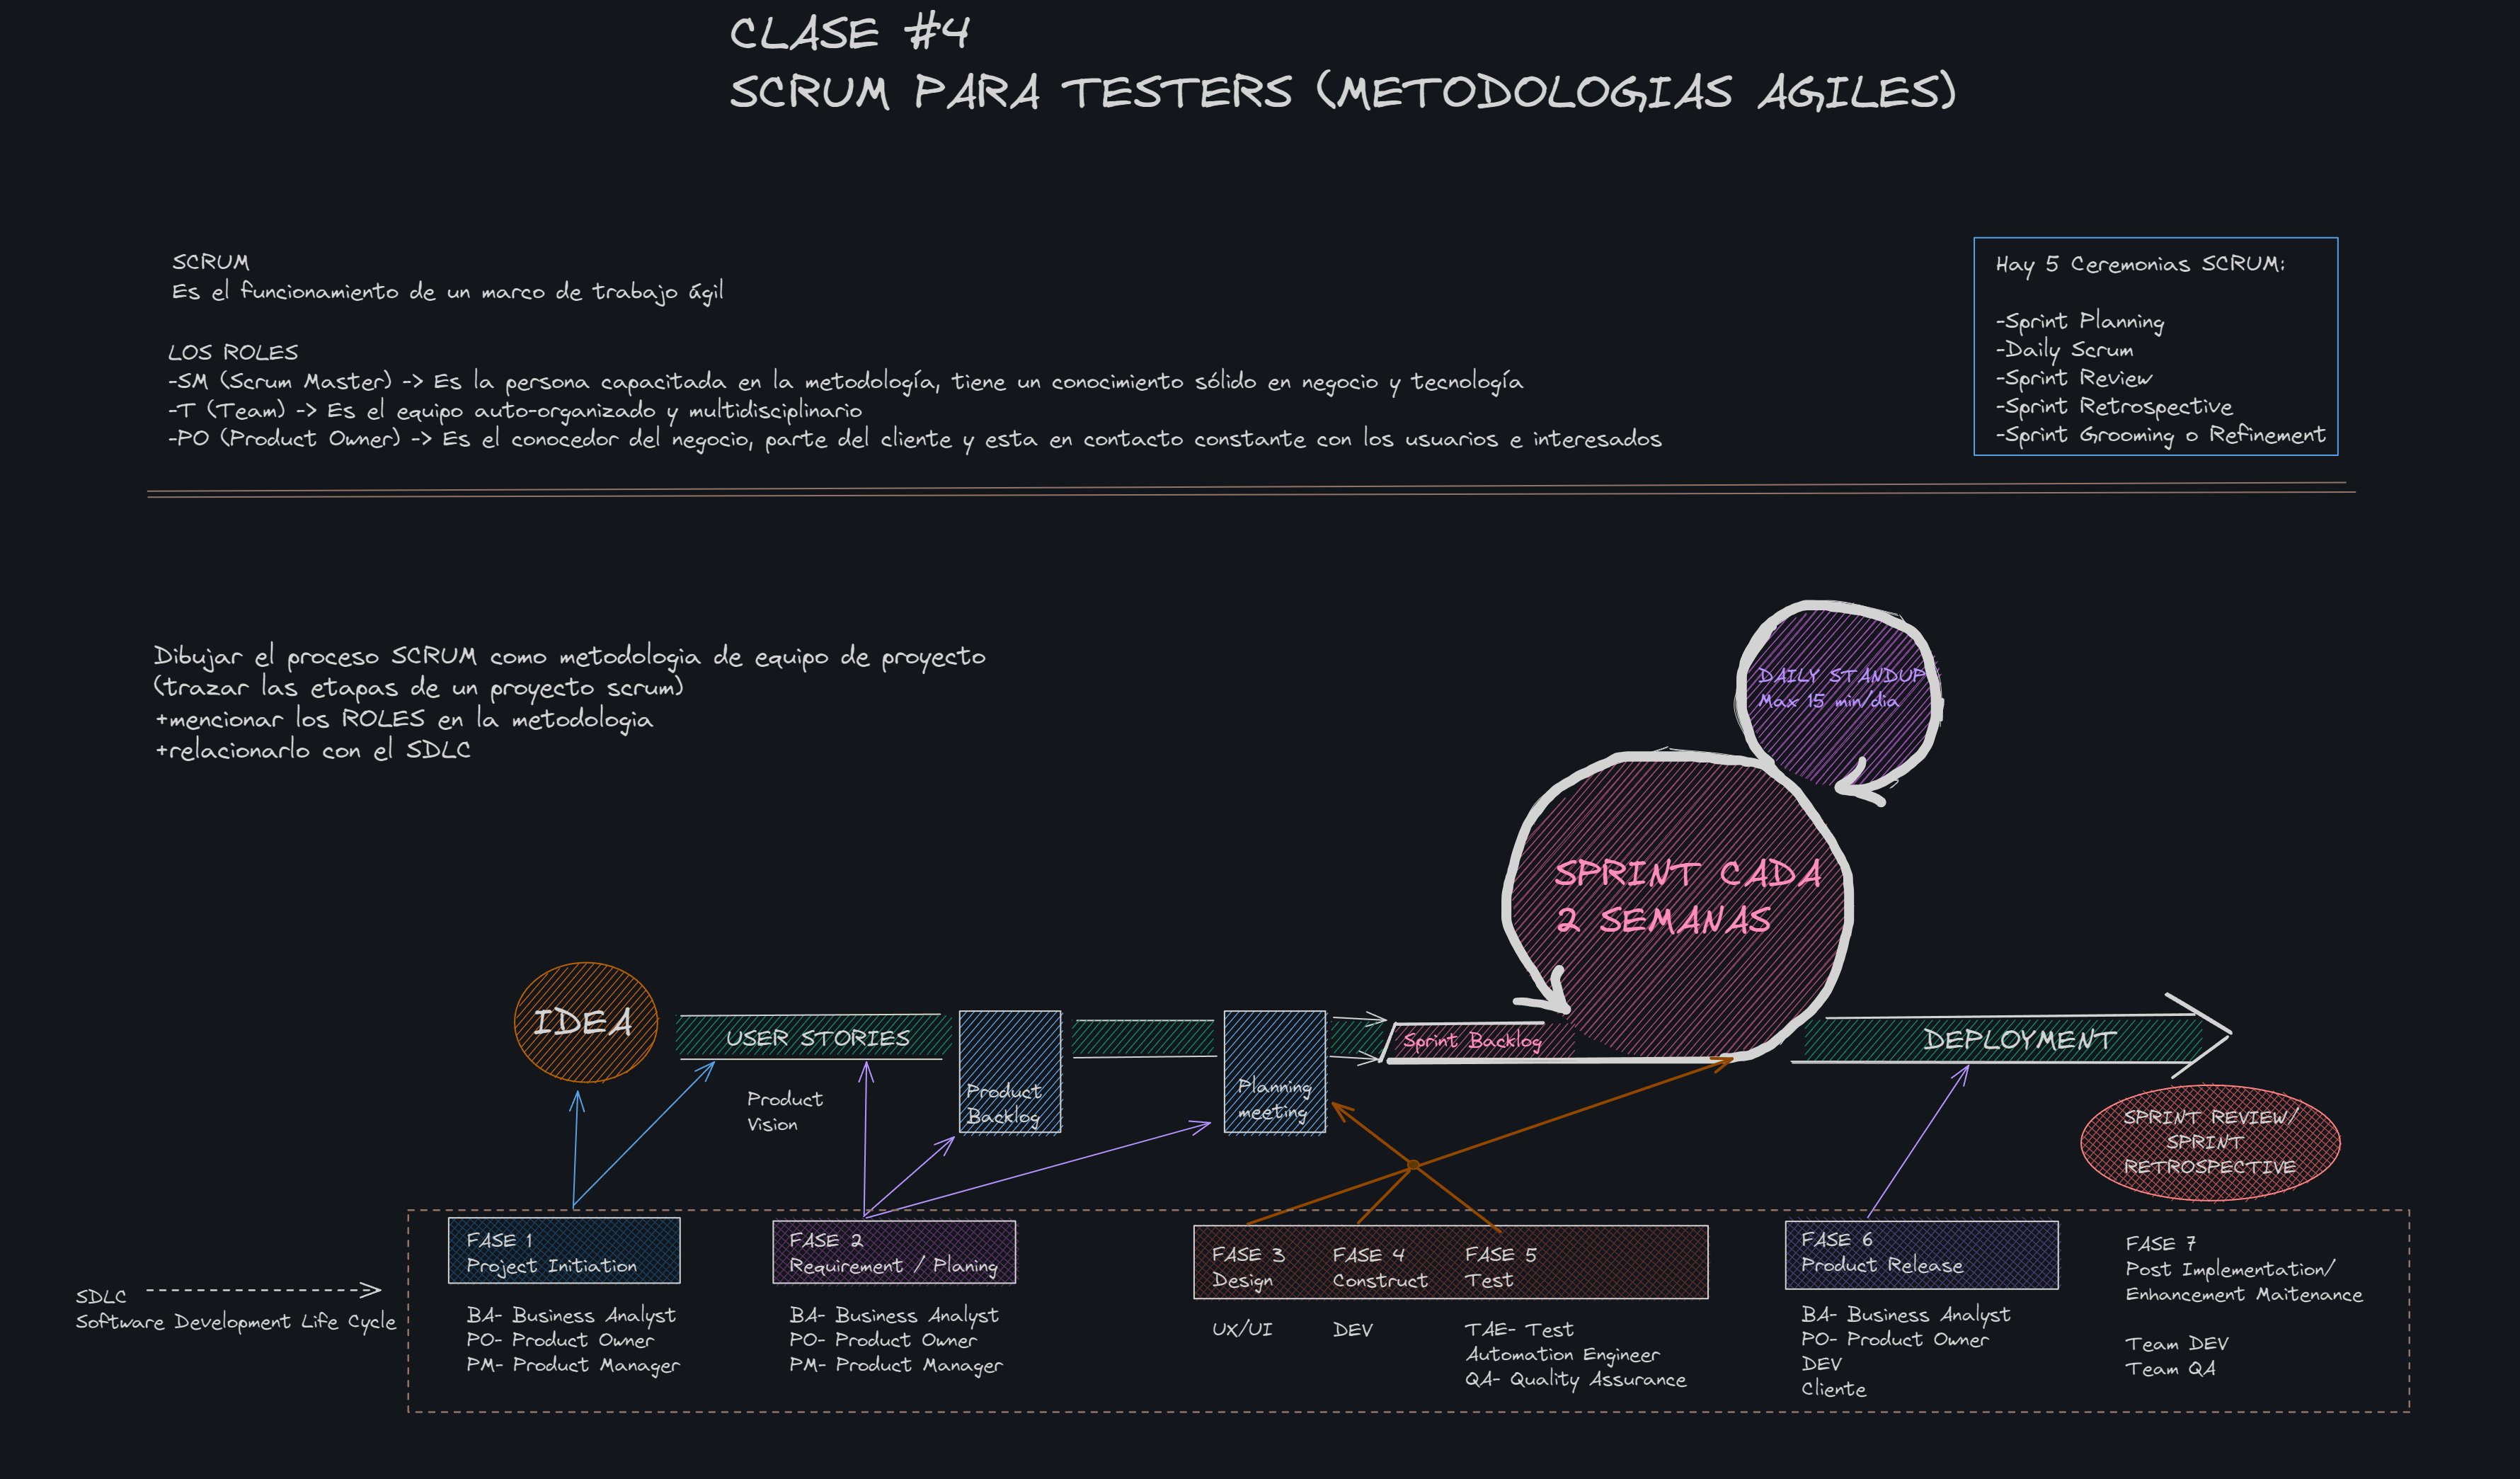 CLASE #4
SCRUM PARA TESTERS (METODOLOGIAS AGILES)
SCRUM
Es el funcionamiento de un marco de trabajo ágil
LOS ROLES
-SM (Scrum Master) -> Es la persona capacitada en la metodología, tiene un conocimiento sólido en negocio y tecnología
-T (Team) -> Es el equipo auto-organizado y multidisciplinario
-PO (Product Owner) -> Es el conocedor del negocio, parte del cliente y esta en contacto constante con los usuarios e interesados
Hay 5 Ceremonias SCRUM:
-Sprint Planning
-Daily Scrum
-Sprint Review
-Sprint Retrospective
-Sprint Grooming o Refinement
Dibujar el proceso SCRUM como metodologia de equipo de proyecto
(trazar las etapas de un proyecto scrum)
+mencionar los ROLES en la metodologia
+relacionarlo con el SDLC
DAILY STANDUP
Max 15 min/dia
SPRINT CADA
2 SEMANAS
IDEA
USER STORIES
Product
Vision
Product
Backlog
Planning
meeting
Sprint Backlog
DEPLOYMENT
SPRINT REVIEW/
SPRINT
RETROSPECTIVE
SDLC
Software Development Life Cycle
FASE 1
Project Initiation
BA- Business Analyst
PO- Product Owner
PM- Product Manager
FASE 2
Requirement / Planing
BA- Business Analyst
PO- Product Owner
PM- Product Manager
FASE 3
Design
UX/UI
FASE 4
Construct
DEV
FASE 5
Test
TAE- Test
Automation Engineer
QA- Quality Assurance
FASE 6
Product Release
BA- Business Analyst
PO- Product Owner
DEV
Cliente
FASE 7
Post Implementation/
Enhancement Maitenance
Team DEV
Team QA